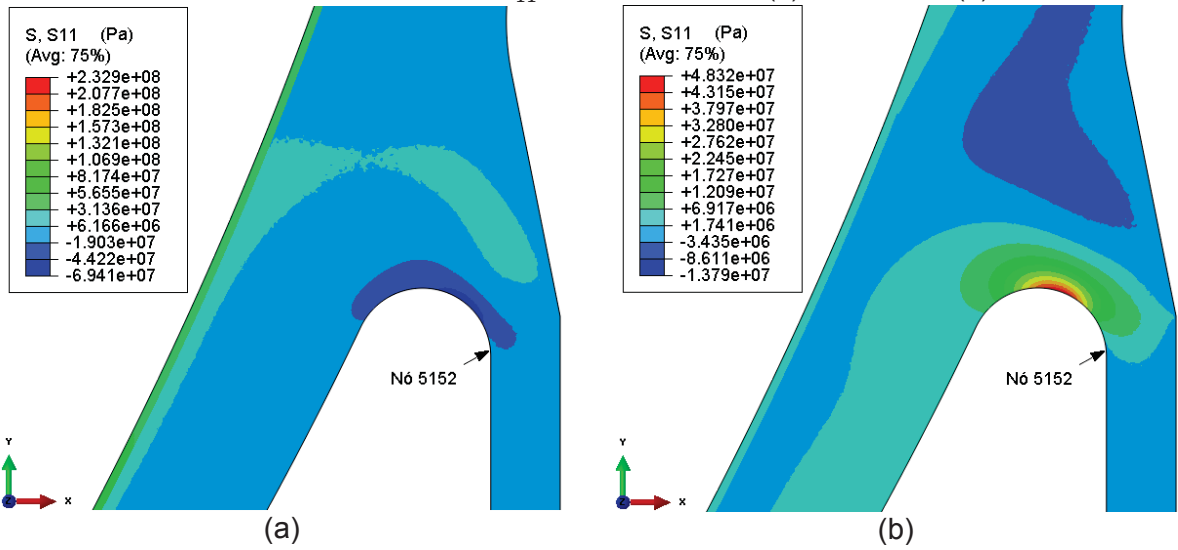 S, S11 (Pa)
(Avg: 75%)
+2.329e+08
+2.077e+08
+1.825e+08
+1.573e+08
+1.321e+08
+1.069e+08
+8.174e+07
+5.655e+07
+3.136e+07
+6.166e+06
-1.903e+07
-4.422e+07
-6.941e+07
Nó 5152
Y
Z
X
(a)
S, S11 (Pa)
(Avg: 75%)
+4.832e+07
+4.315e+07
+3.797e+07
+3.280e+07
+2.762e+07
+2.245e+07
+1.727e+07
+1.209e+07
+6.917e+06
+1.741e+06
-3.435e+06
-8.611e+06
-1.379e+07
Nó 5152
Y
Z
X
(b)